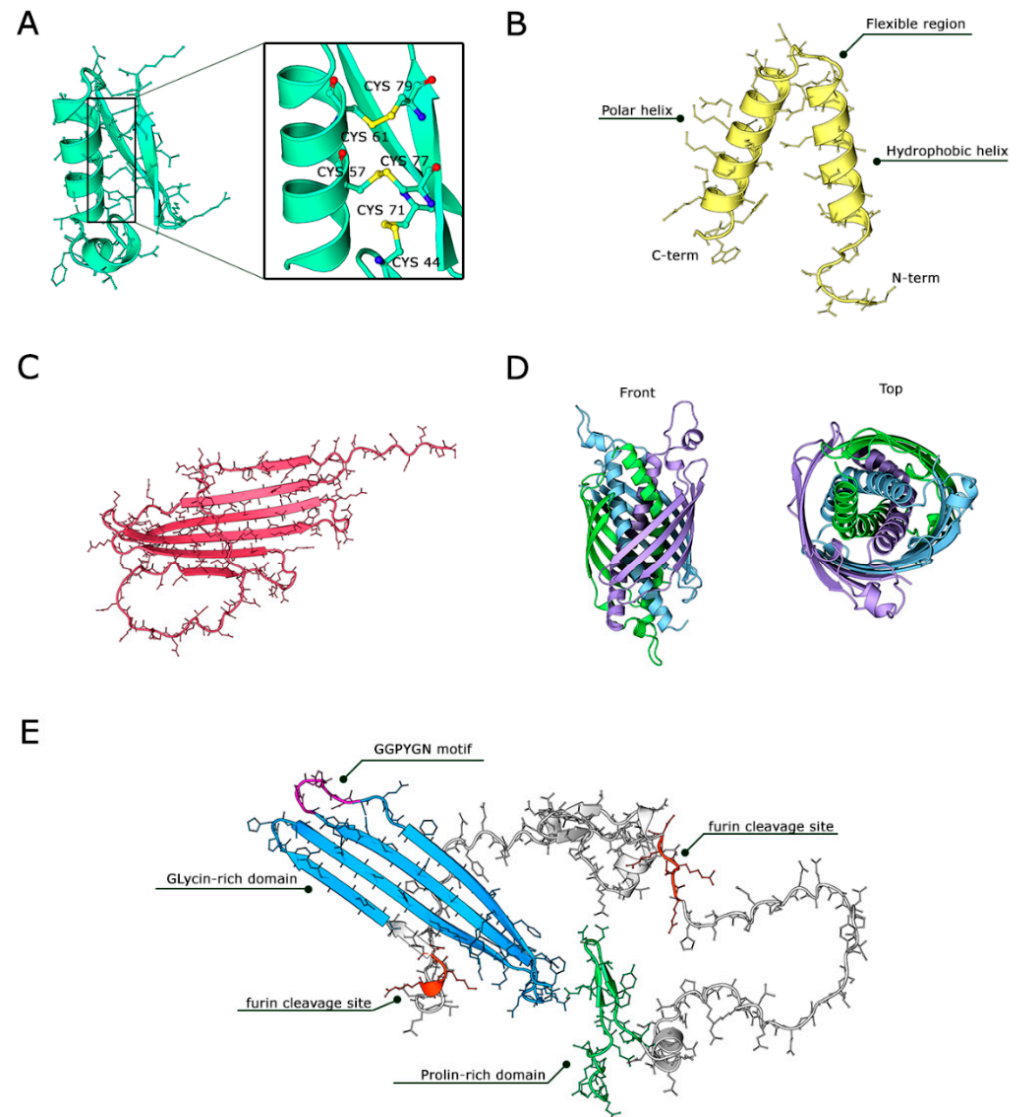 A
CYS 79
CYS 61
CYS 57
CYS 77
CYS 71
CYS 44
B
Flexible region
Polar helix
Hydrophobic helix
C-term
N-term
C
D
Front
Top
E
GGPYGN motif
furin cleavage site
GLycin-rich domain
furin cleavage site
Prolin-rich domain